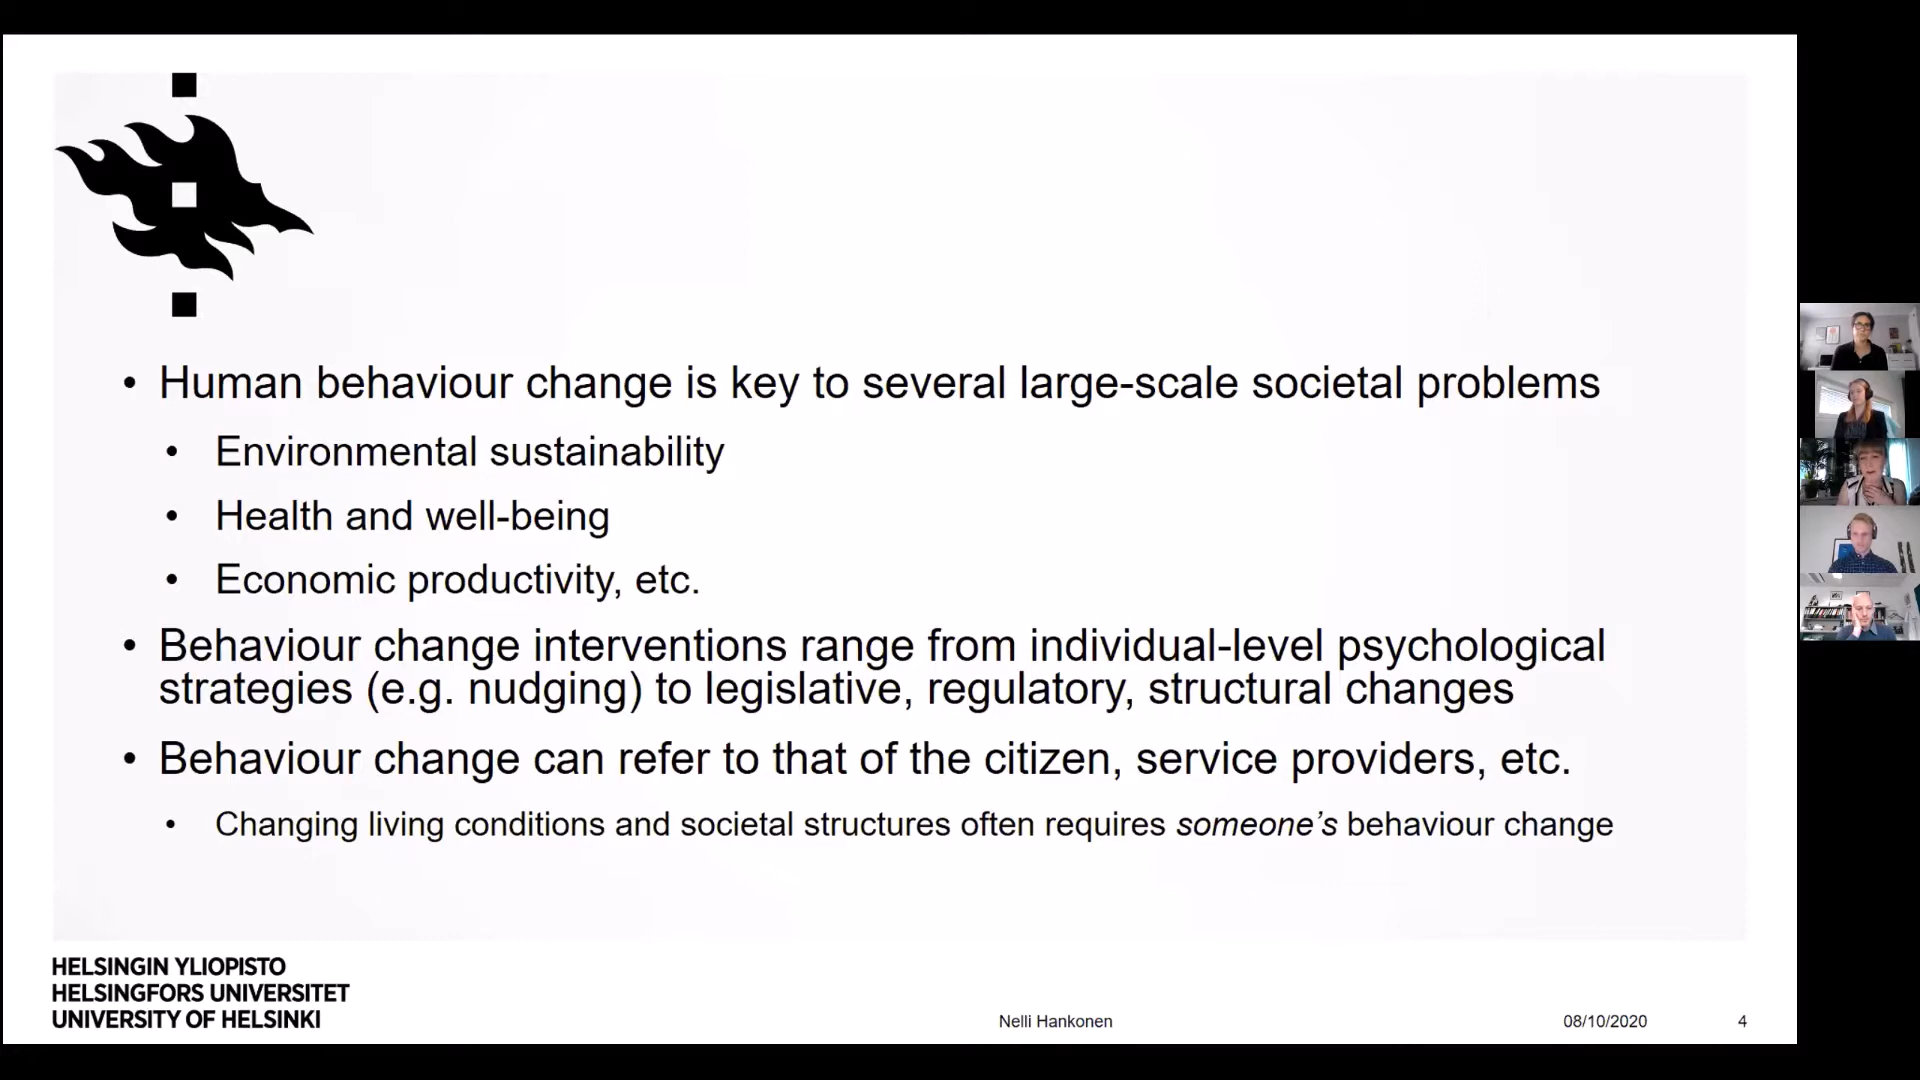 • Human behaviour change is key to several large-scale societal problems
• Environmental sustainability
• Health and well-being
• Economic productivity, etc.
• Behaviour change interventions range from individual-level psychological
strategies (e.g. nudging) to legislative, regulatory, structural changes
• Behaviour change can refer to that of the citizen, service providers, etc.
• Changing living conditions and societal structures often requires someone’s behaviour change
HELSINGIN YLIOPISTO
HELSINGFORS UNIVERSITET
UNIVERSITY OF HELSINKI
Nelli Hankonen
08/10/2020
4